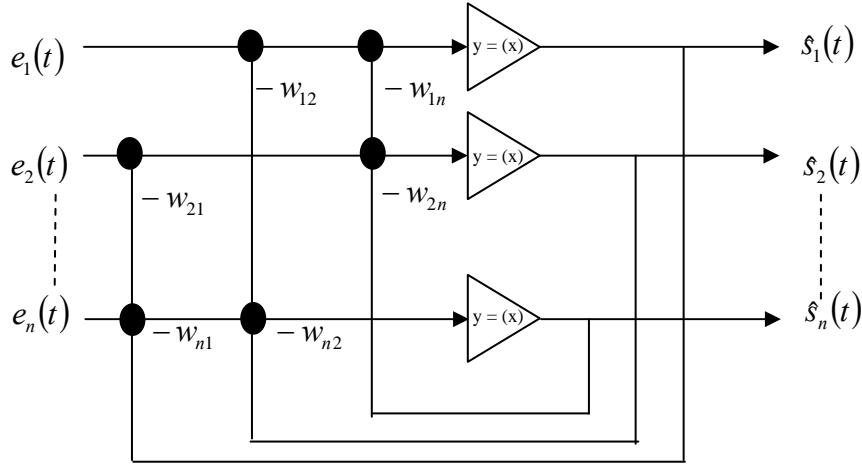 e₁(t) y = (x) ŝ₁(t)
− w₁₂ − w₁ₙ
e₂(t) y = (x) ŝ₂(t)
− w₂₁ − w₂ₙ
eₙ(t) y = (x) ŝₙ(t)
− wₙ₁ − wₙ₂